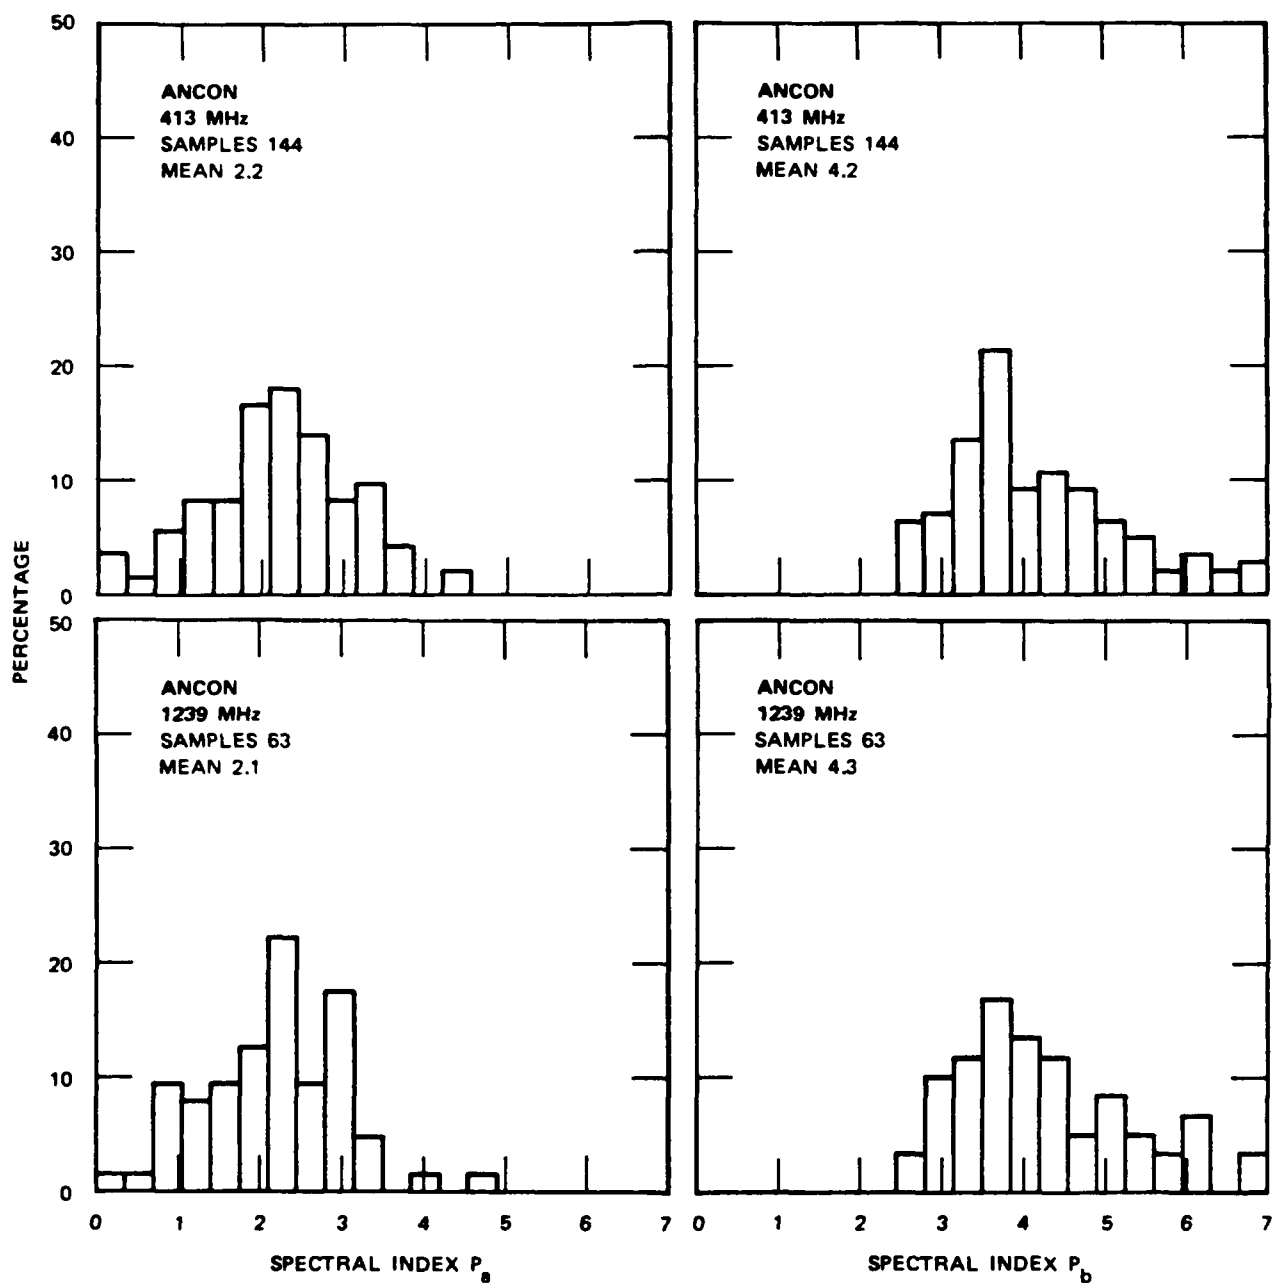 50
40
30
20
10
0
ANCON
413 MHz
SAMPLES 144
MEAN 2.2
ANCON
413 MHz
SAMPLES 144
MEAN 4.2
PERCENTAGE
50
40
30
20
10
0
ANCON
1239 MHz
SAMPLES 63
MEAN 2.1
ANCON
1239 MHz
SAMPLES 63
MEAN 4.3
0 1 2 3 4 5 6 7
0 1 2 3 4 5 6 7
SPECTRAL INDEX Pa
SPECTRAL INDEX Pb